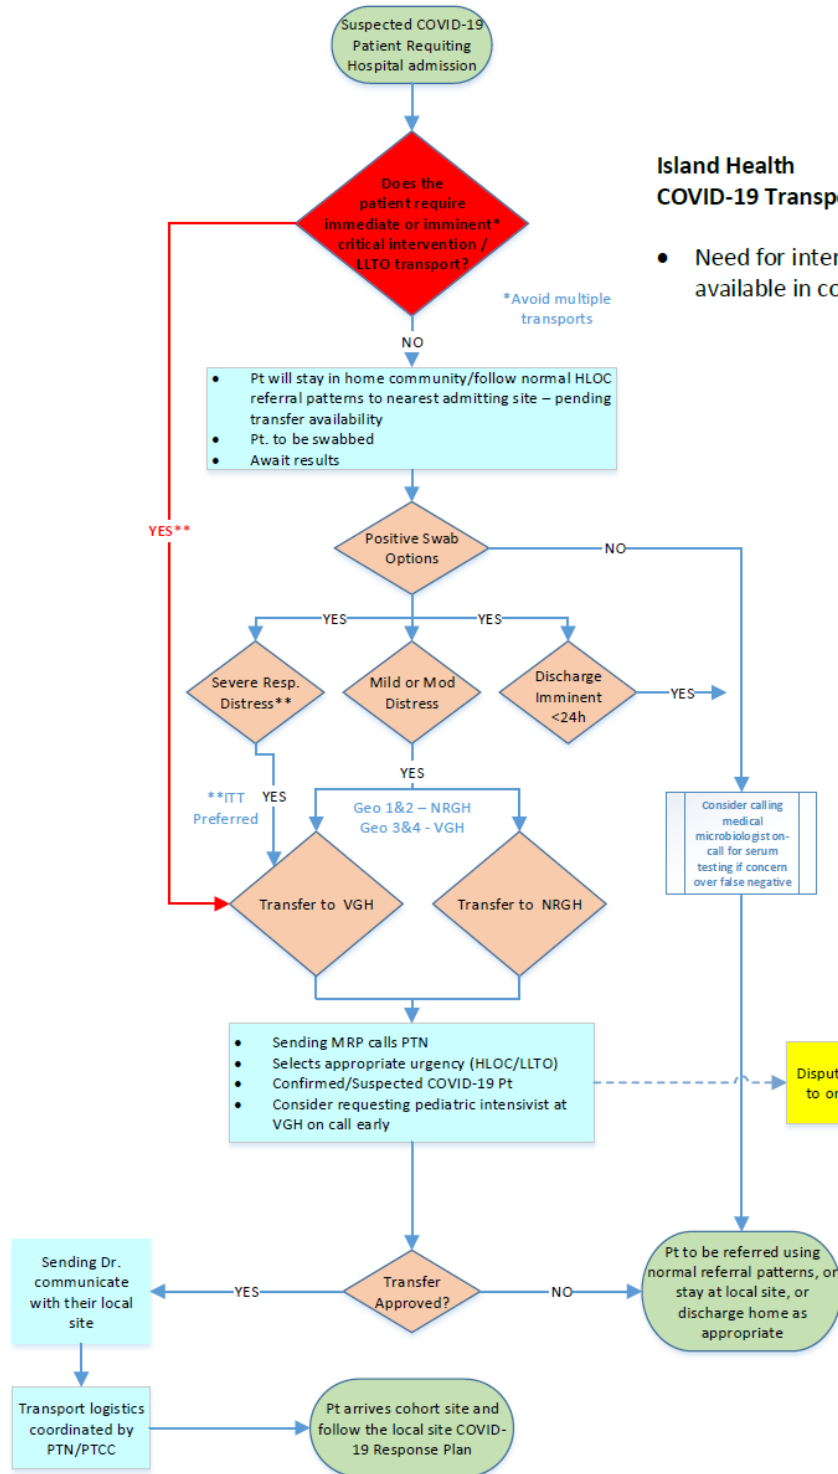 Suspected COVID-19
Patient Requiting
Hospital admission
Does the
patient require
immediate or imminent*
critical intervention /
LLTO transport?
Island Health
COVID-19
• Need for
available in
*Avoid multiple
transports
NO
• Pt will stay in home community/follow normal HLOC
referral patterns to nearest admitting site – pending
transfer availability
• Pt. to be swabbed
• Await results
YES**
Positive Swab
Options
NO
YES
YES
Severe Resp.
Distress**
Mild or Mod
Distress
Discharge
Imminent
<24h
YES
YES
**ITT
Preferred
YES
Geo 1&2 – NRGH
Geo 3&4 - VGH
Consider calling
medical
microbiologist on-
call for serum
testing if concern
over false negative
Transfer to VGH
Transfer to NRGH
• Sending MRP calls PTN
• Selects appropriate urgency (HLOC/LLTO)
• Confirmed/Suspected COVID-19 Pt
• Consider requesting pediatric intensivist at
VGH on call early
to
Sending Dr.
communicate
with their local
site
YES
Transfer
Approved?
NO
Pt to be referred using
normal referral patterns, or
stay at local site, or
discharge home as
appropriate
Transport logistics
coordinated by
PTN/PTCC
Pt arrives cohort site and
follow the local site COVID-
19 Response Plan